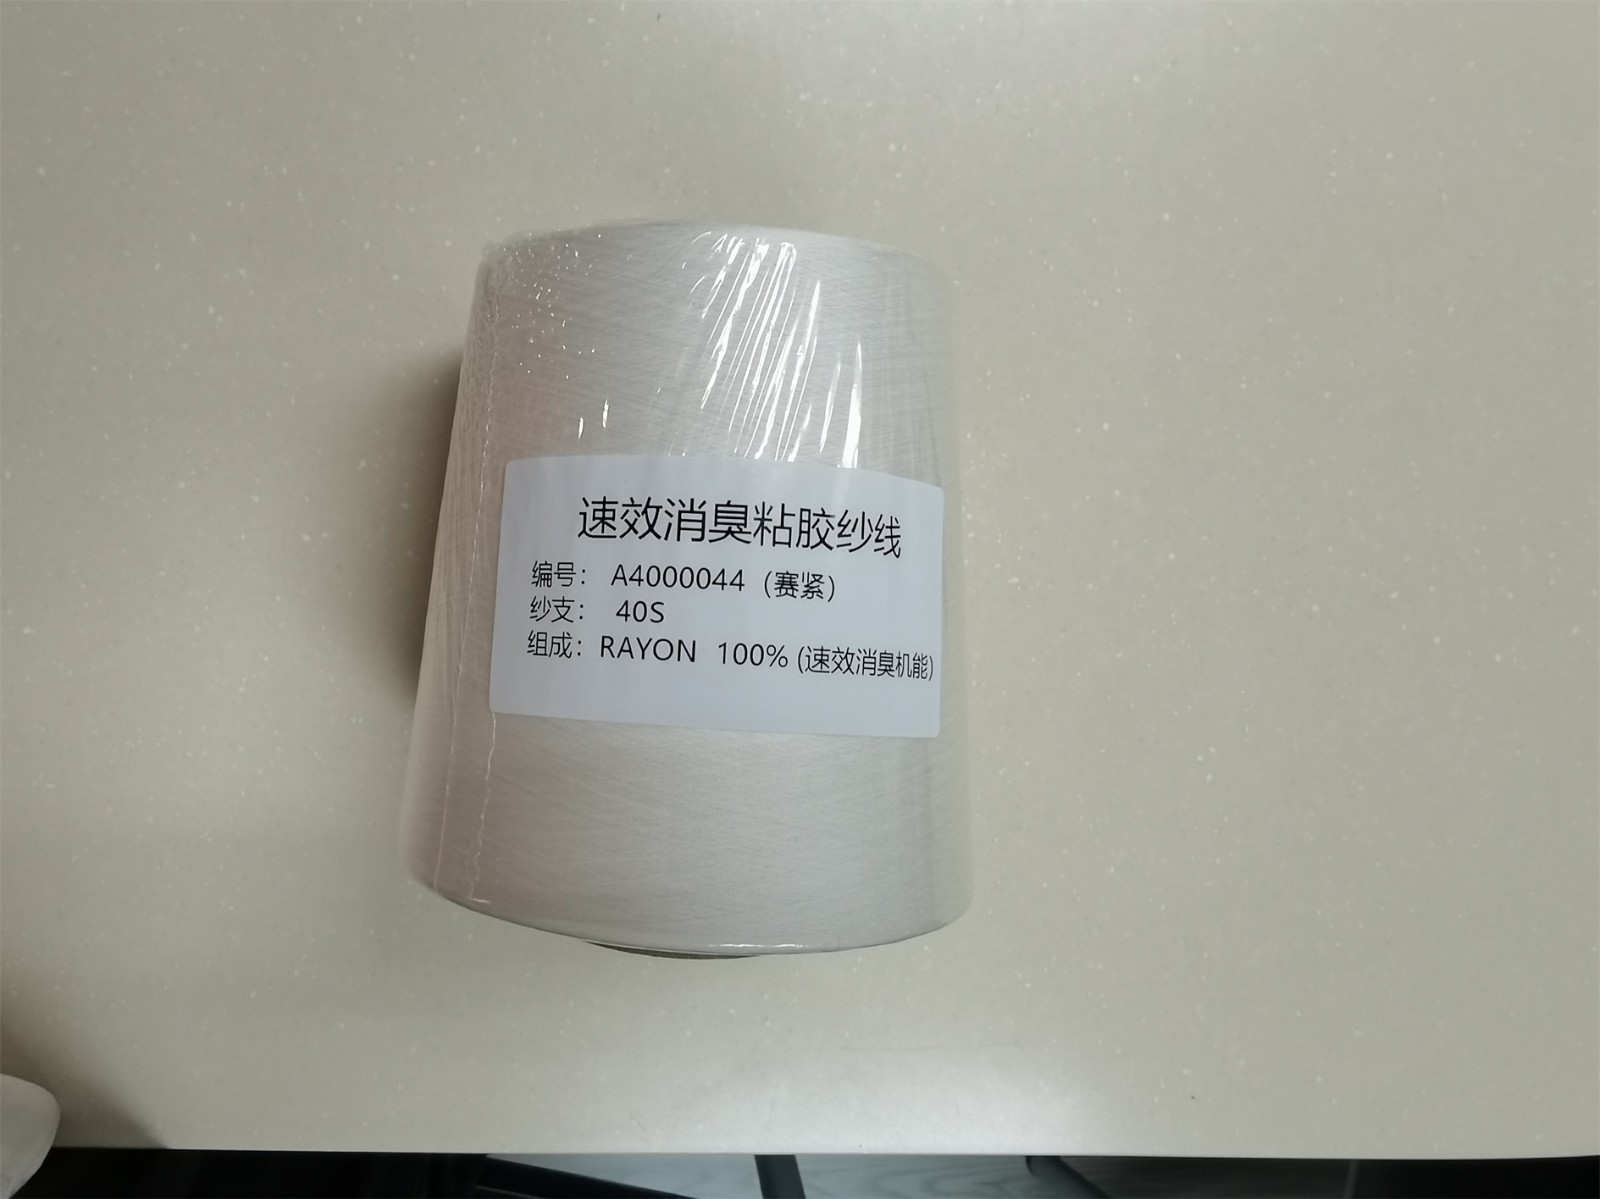 速效消臭粘胶纱线
编号： A4000044（赛紧）
纱支： 40S
组成：RAYON 100% (速效消臭机能)